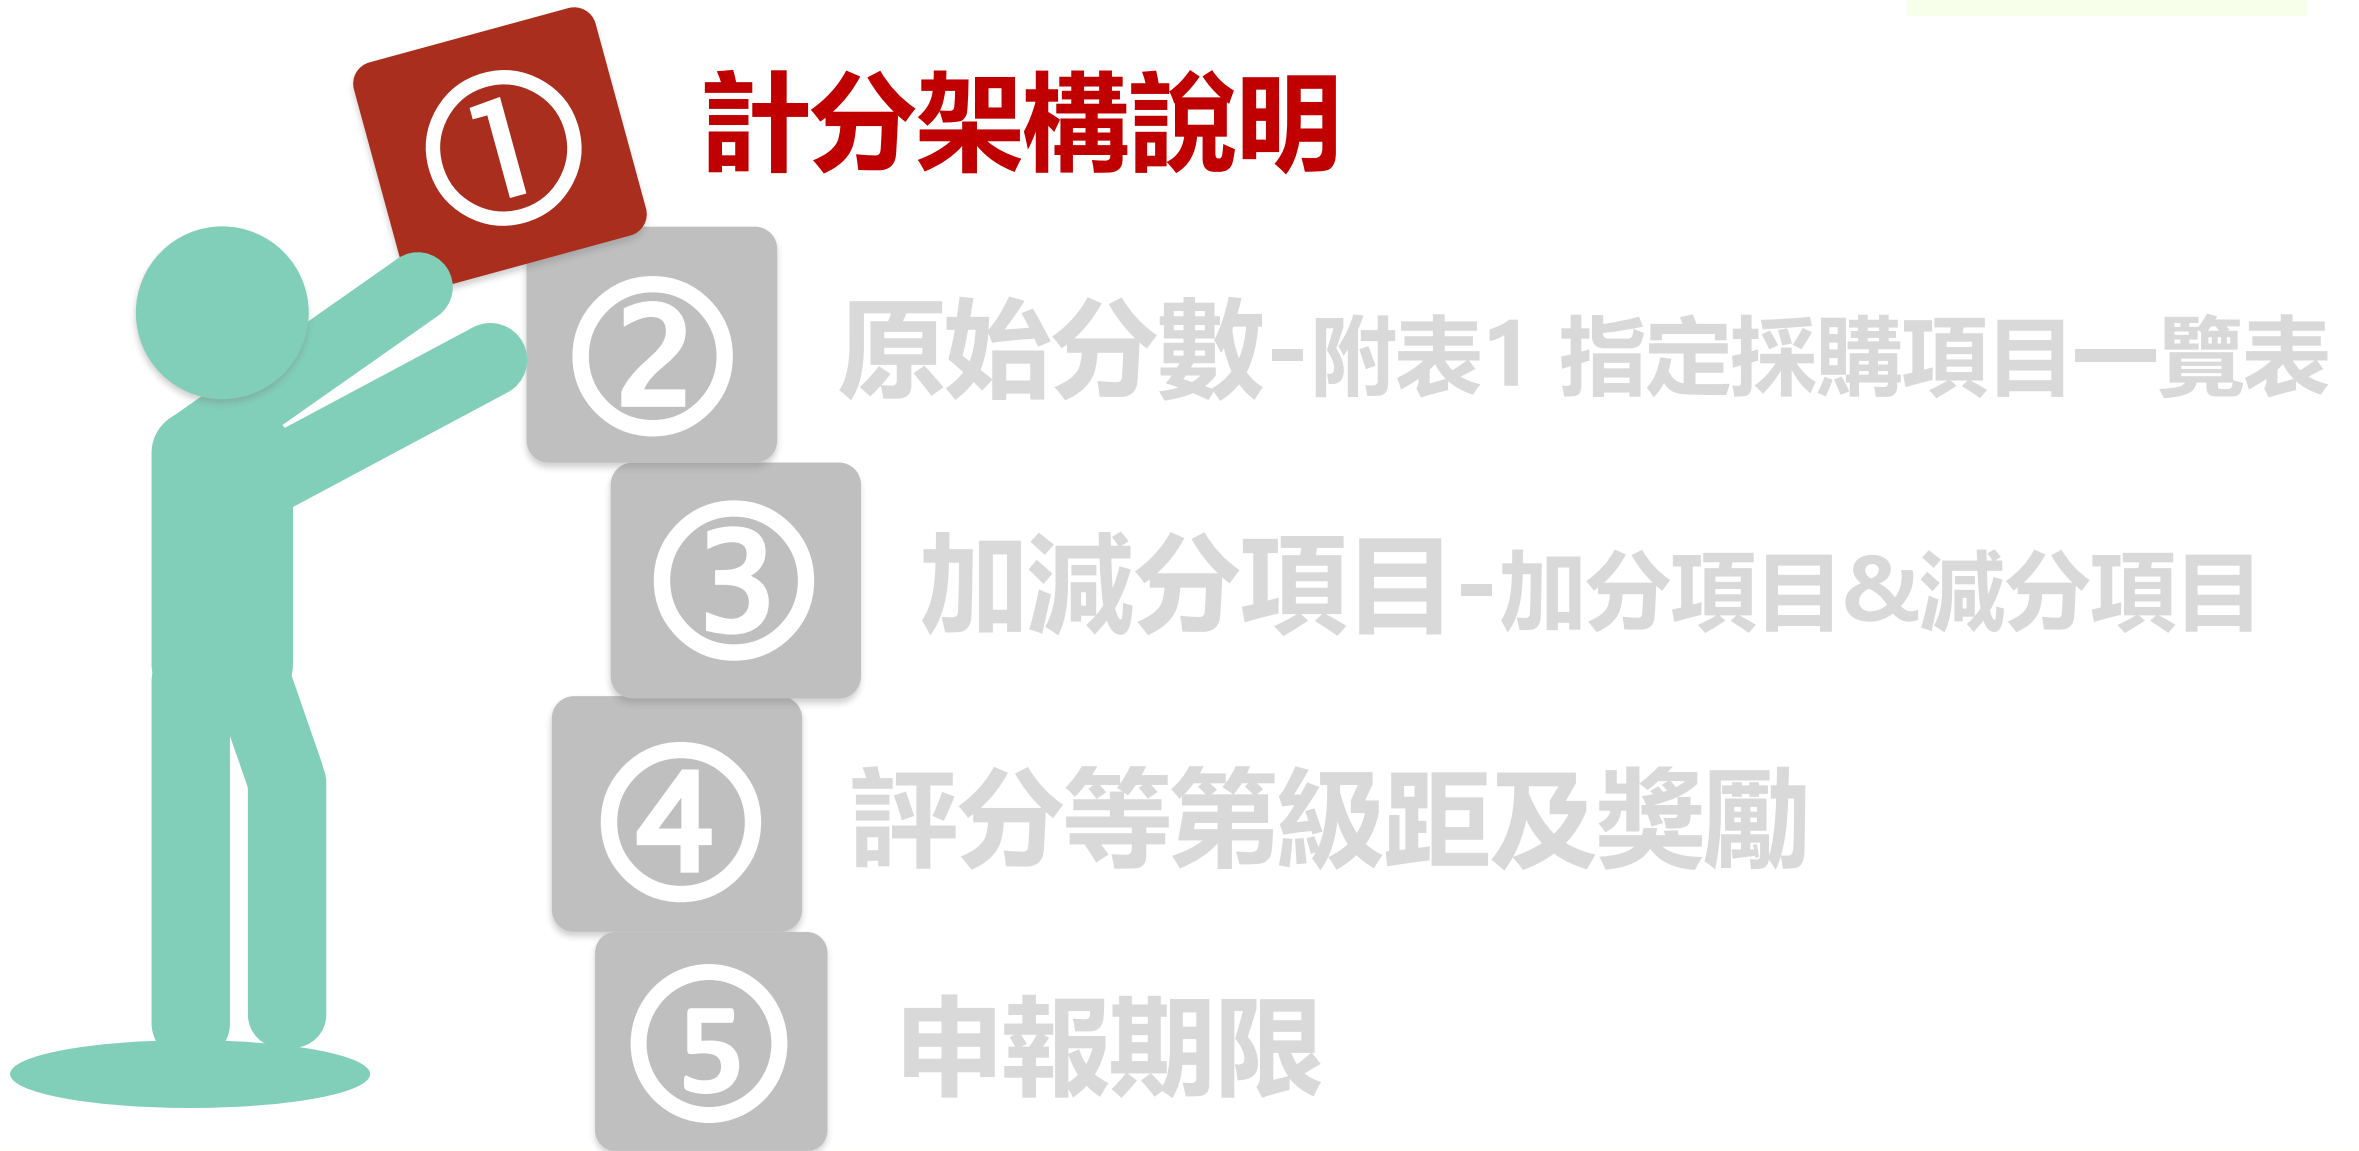 ① 計分架構說明
② 原始分數-附表1 指定採購項目一覽表
③ 加減分項目-加分項目&減分項目
④ 評分等第級距及獎勵
⑤ 申報期限